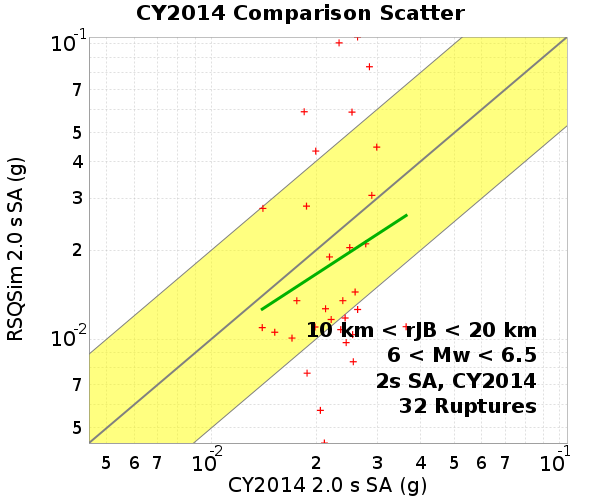 CY2014 Comparison Scatter
RSQSim 2.0 s SA (g)
10-1
7
5
4
3
2
10-2
7
5
10 km < rJB < 20 km
6 < Mw < 6.5
2s SA, CY2014
32 Ruptures
5 6 7 10-2 2 3 4 5 6 7 10-1
CY2014 2.0 s SA (g)